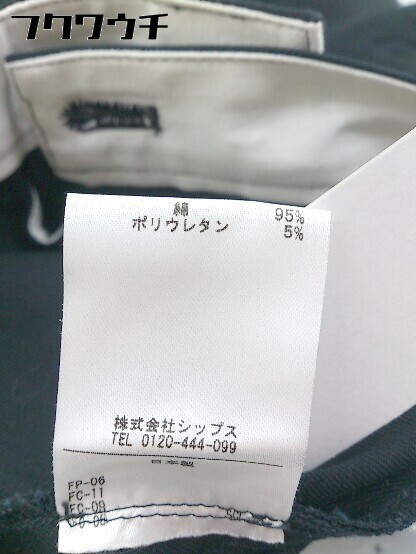 フクウウチ
綿 95%
ポリウレタン 5%
株式会社シップス
TEL 0120-444-099
FP-06
FC-11